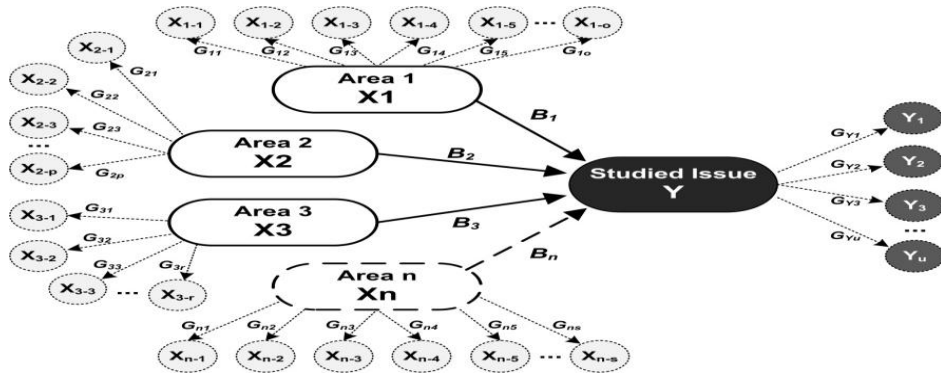 X1-1 X1-2 X1-3 X1-4 X1-5 ... X1-o
G11 G12 G13 G14 G15 G1o
Area 1
X1
B1
X2-1
X2-2
X2-3
...
X2-p
G21
G22
G23
G2p
Area 2
X2
B2
X3-1
X3-2
X3-3 ... X3-r
G31
G32
G33 G3r
Area 3
X3
B3
Area n
Xn
Bn
Gn1 Gn2 Gn3 Gn4 Gn5 Gns
Xn-1 Xn-2 Xn-3 Xn-4 Xn-5 ... Xn-s
Studied Issue
Y
GY1
GY2
GY3
GYu
Y1
Y2
Y3
...
Yu